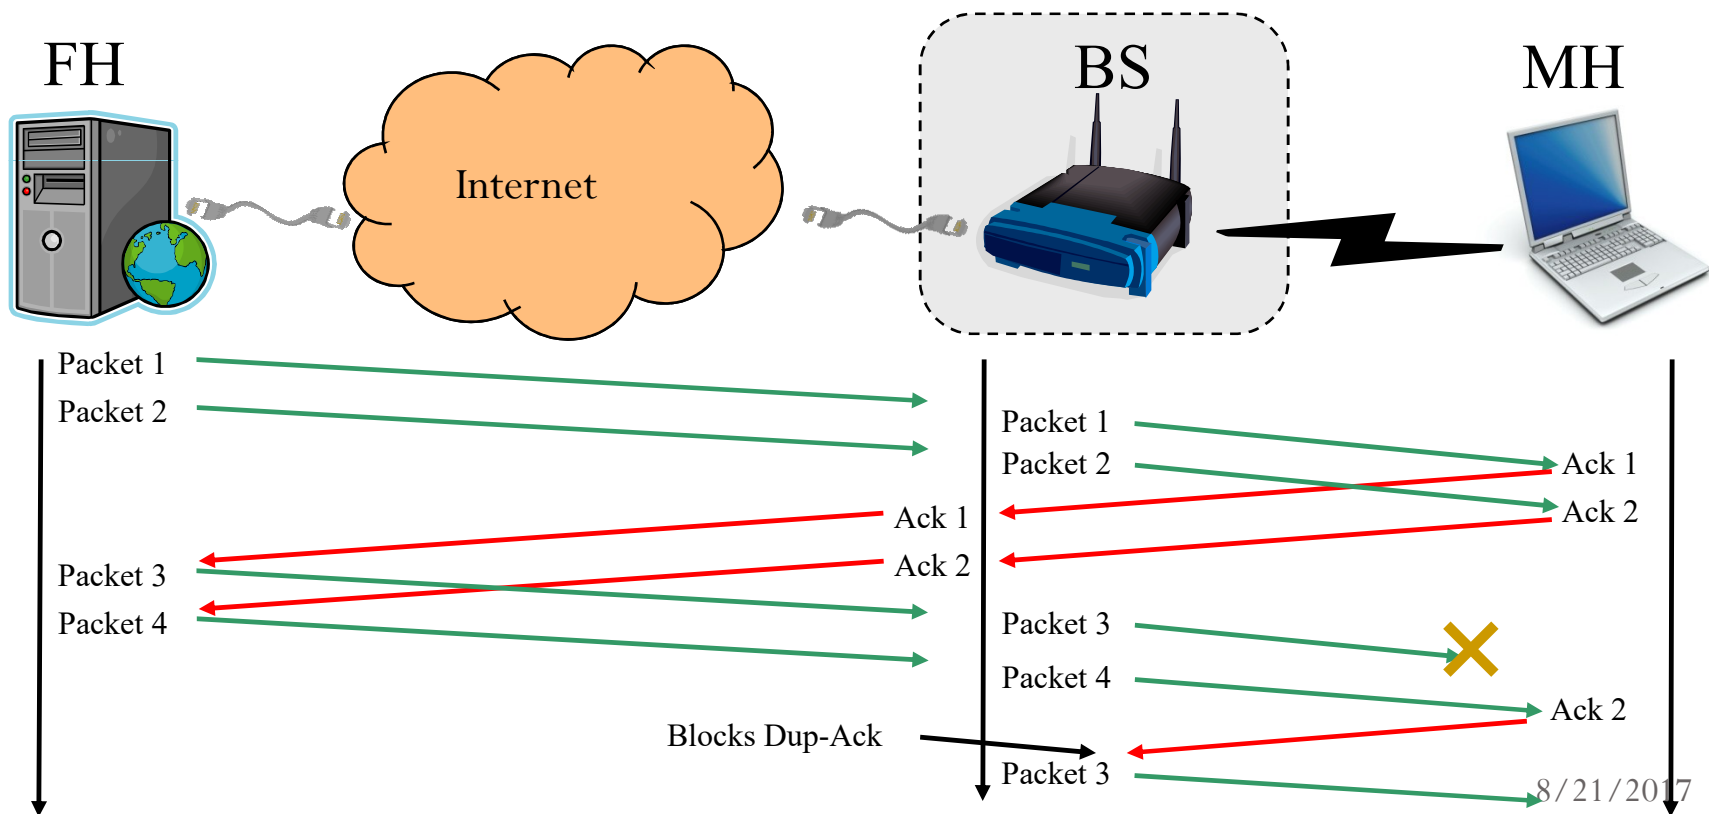 FH
BS
MH
Internet
Packet 1
Packet 2
Packet 1
Packet 2
Ack 1
Ack 2
Ack 1
Ack 2
Packet 3
Packet 4
Packet 3
Packet 4
Ack 2
Blocks Dup-Ack
Packet 3
8/21/2017